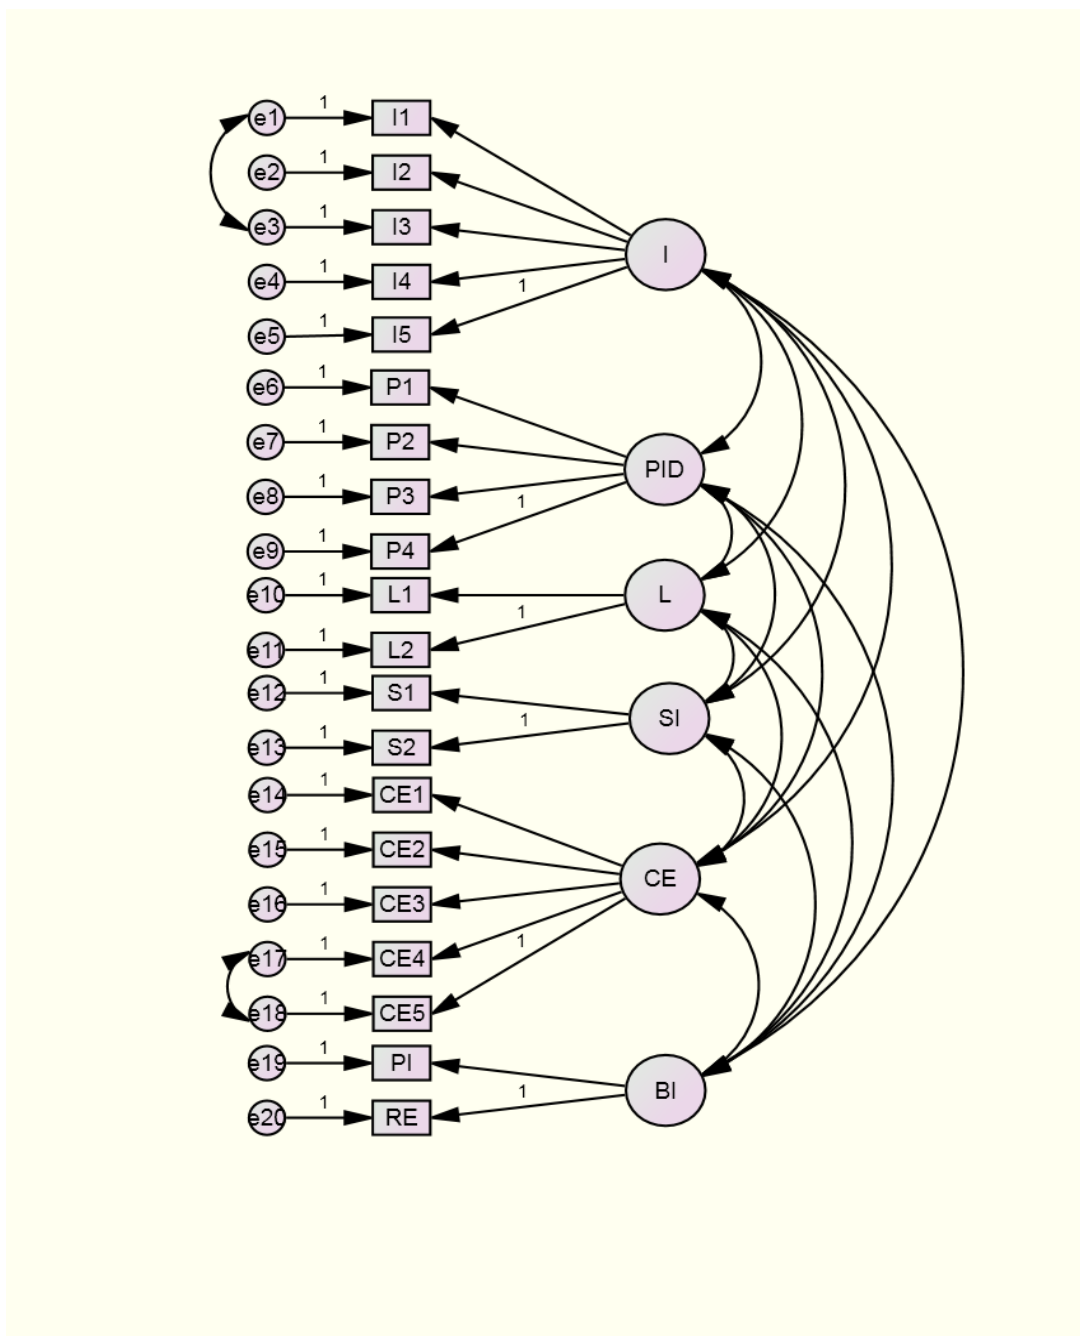 e1 1 I1
e2 1 I2
e3 1 I3
I
e4 1 I4
1
e5 1 I5
e6 1 P1
e7 1 P2
PID
e8 1 P3
1
e9 1 P4
e10 1 L1
L
1
e11 1 L2
e12 1 S1
SI
1
e13 1 S2
e14 1 CE1
e15 1 CE2
CE
e16 1 CE3
1
e17 1 CE4
e18 1 CE5
e19 1 PI
BI
1
e20 1 RE